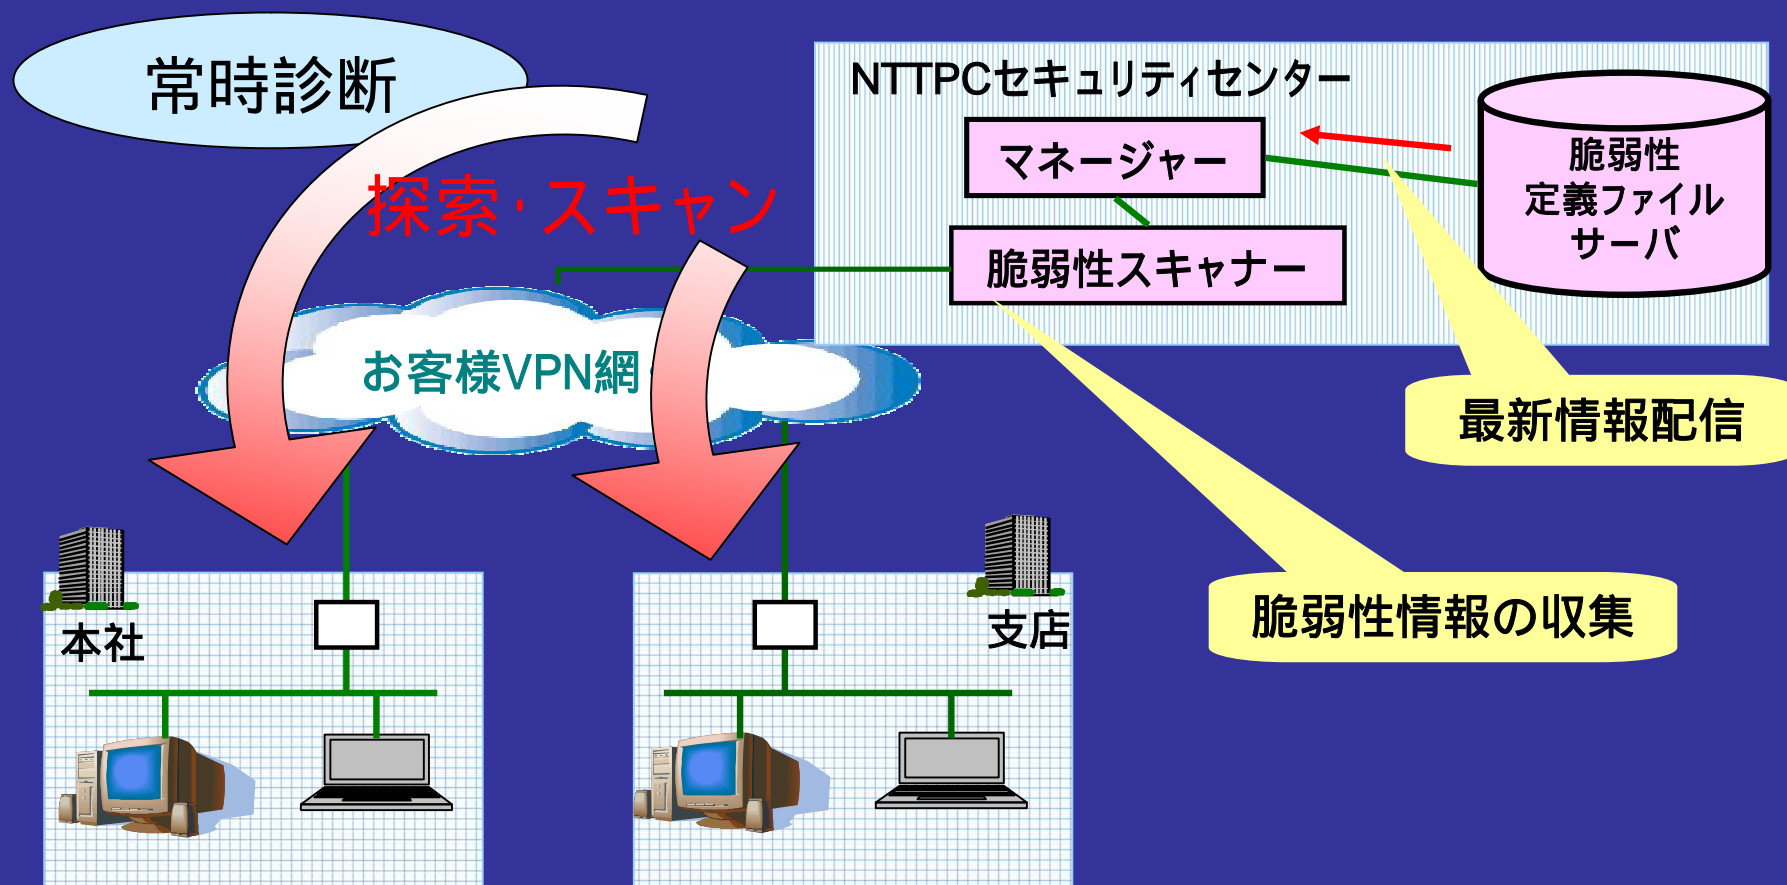 常時診断
探索・スキャン
NTTPCセキュリティセンター
マネージャー
脆弱性スキャナー
脆弱性
定義ファイル
サーバ
お客様VPN網
最新情報配信
脆弱性情報の収集
本社
支店